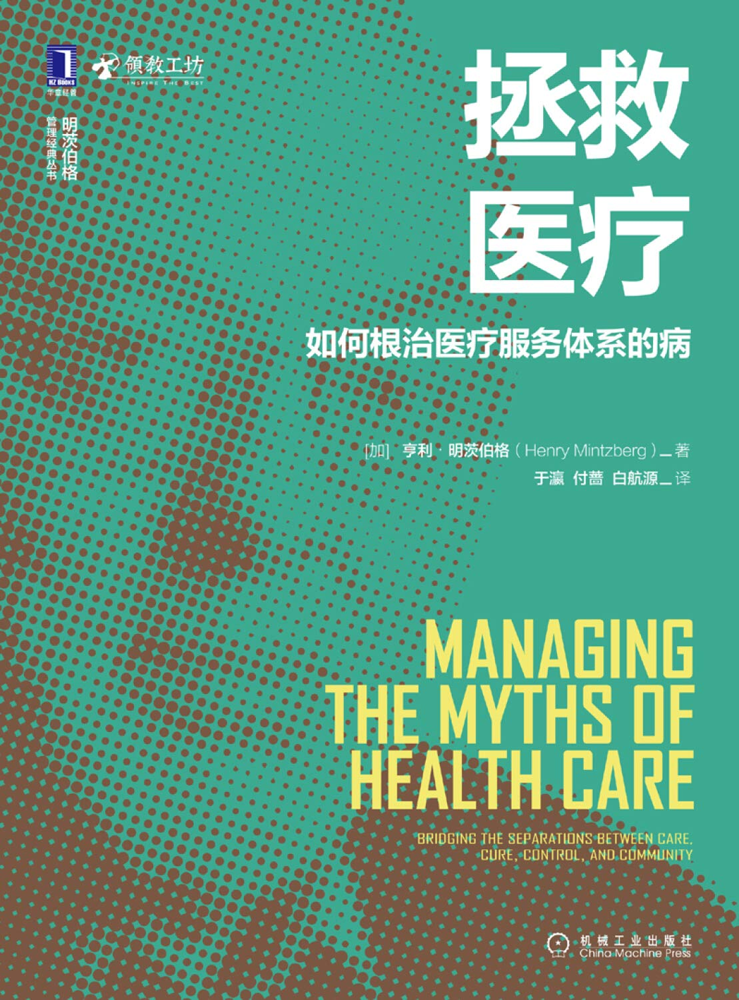 HZ BOOKS
华章经管
領教工坊
INSPIRE THE BEST
明茨伯格
管理经典丛书
拯救
医疗
如何根治医疗服务体系的病
[加] 亨利·明茨伯格（Henry Mintzberg）_著
于瀛 付蔷 白航源_译
MANAGING
THE MYTHS OF
HEALTH CARE
BRIDGING THE SEPARATIONS BETWEEN CARE,
CURE, CONTROL, AND COMMUNITY
机械工业出版社
China Machine Press